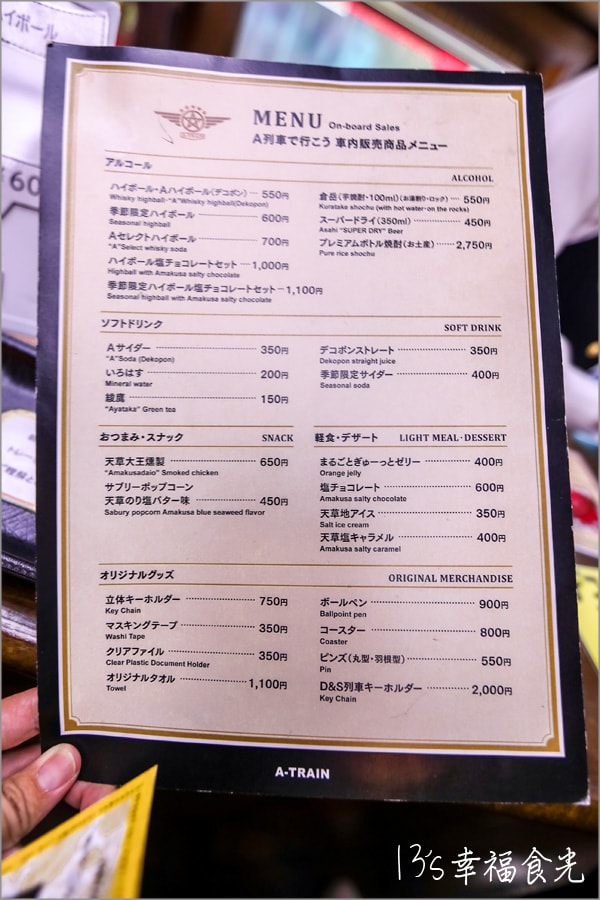 イボール
60
MENU On-board Sales
A列車で行こう 車内販売商品メニュー
アルコール
ALCOHOL
ハイボール・Aハイボール(デコポン) … 550円
Whisky highball・"A"Whisky highball(Dekopon)
季節限定ハイボール … 600円
Seasonal highball
Aセレクトハイボール … 700円
"A"Select whisky soda
ハイボール塩チョコレートセット … 1,000円
Highball with Amakusa salty chocolate
季節限定ハイボール塩チョコレートセット … 1,100円
Seasonal highball with Amakusa salty chocolate
倉岳(芋焼酎・100ml)(お湯割り・ロック) … 550円
Kuratake shochu (with hot water・on the rocks)
スーパードライ(350ml) … 450円
Asahi "SUPER DRY" Beer
プレミアムボトル焼酎(お土産) … 2,750円
Pure rice shochu
ソフトドリンク
SOFT DRINK
Aサイダー … 350円
"A"Soda (Dekopon)
いろはす … 200円
Mineral water
綾鷹 … 150円
"Ayataka" Green tea
デコポンストレート … 350円
Dekopon straight juice
季節限定サイダー … 400円
Seasonal soda
おつまみ・スナック
SNACK
天草大王燻製 … 650円
"Amakusadaio" Smoked chicken
サブリーポップコーン
天草のり塩バター味 … 450円
Sabury popcorn Amakusa blue seaweed flavor
軽食・デザート
LIGHT MEAL・DESSERT
まるごとぎゅーっとゼリー … 400円
Orange jelly
塩チョコレート … 600円
Amakusa salty chocolate
天草地アイス … 350円
Salt ice cream
天草塩キャラメル … 400円
Amakusa salty caramel
オリジナルグッズ
ORIGINAL MERCHANDISE
立体キーホルダー … 750円
Key Chain
マスキングテープ … 350円
Washi Tape
クリアファイル … 350円
Clear Plastic Document Holder
オリジナルタオル … 1,100円
Towel
ボールペン … 900円
Ballpoint pen
コースター … 800円
Coaster
ピンズ(丸型・羽根型) … 550円
Pin
D&S列車キーホルダー … 2,000円
Key Chain
A-TRAIN
13's幸福食光